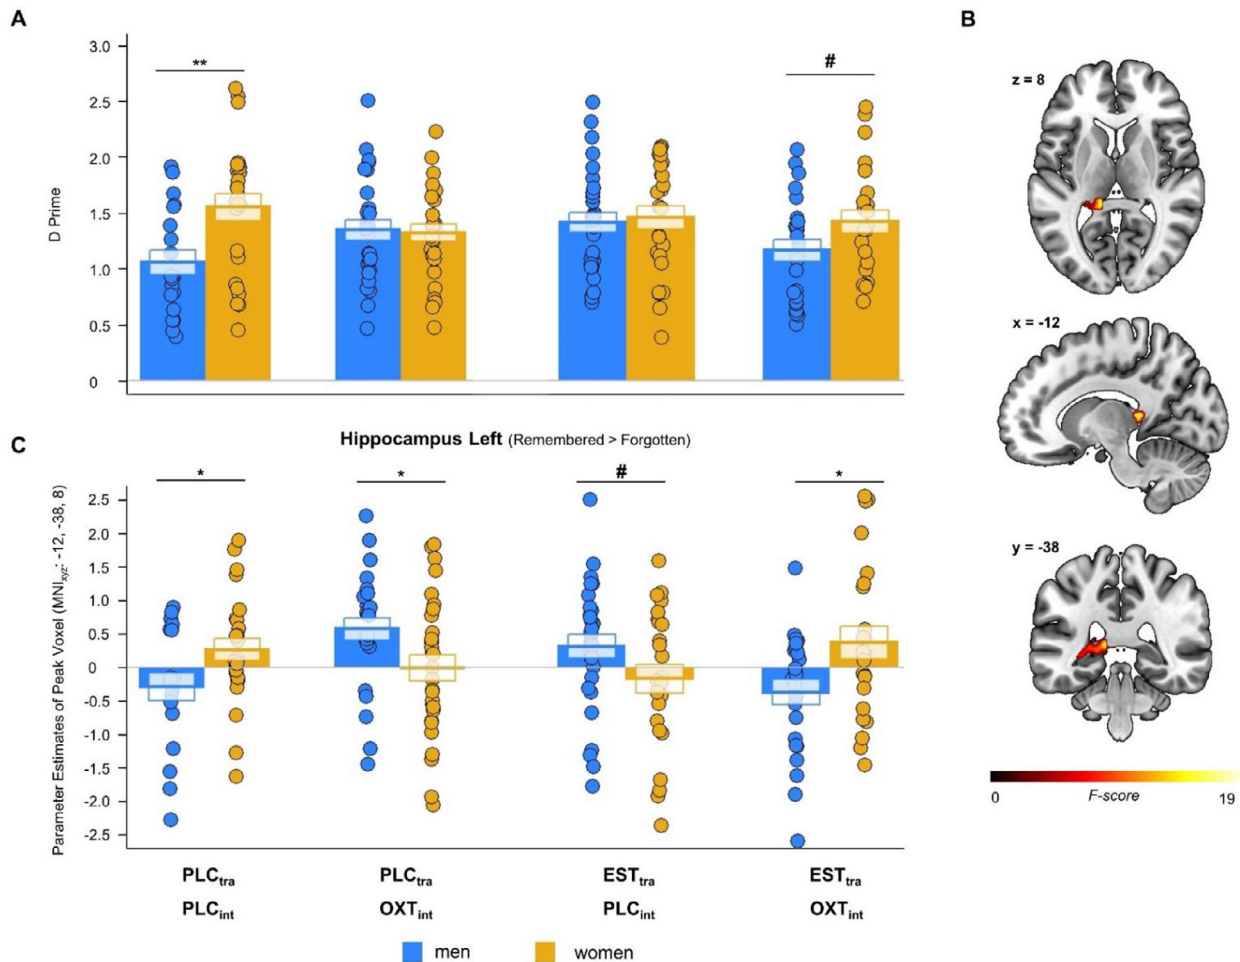 A
3.0
2.5
2.0
1.5
1.0
0.5
0
D Prime
**
#
B
z = 8
x = -12
y = -38
0
F-score
19
C
Hippocampus Left (Remembered > Forgotten)
*
*
#
*
2.5
2.0
1.5
1.0
0.5
0
-0.5
-1.0
-1.5
-2.0
-2.5
Parameter Estimates of Peak Voxel (MNIxyz: -12, -38, 8)
PLCtra PLCtra ESTtra ESTtra
PLCint OXTint PLCint OXTint
men women